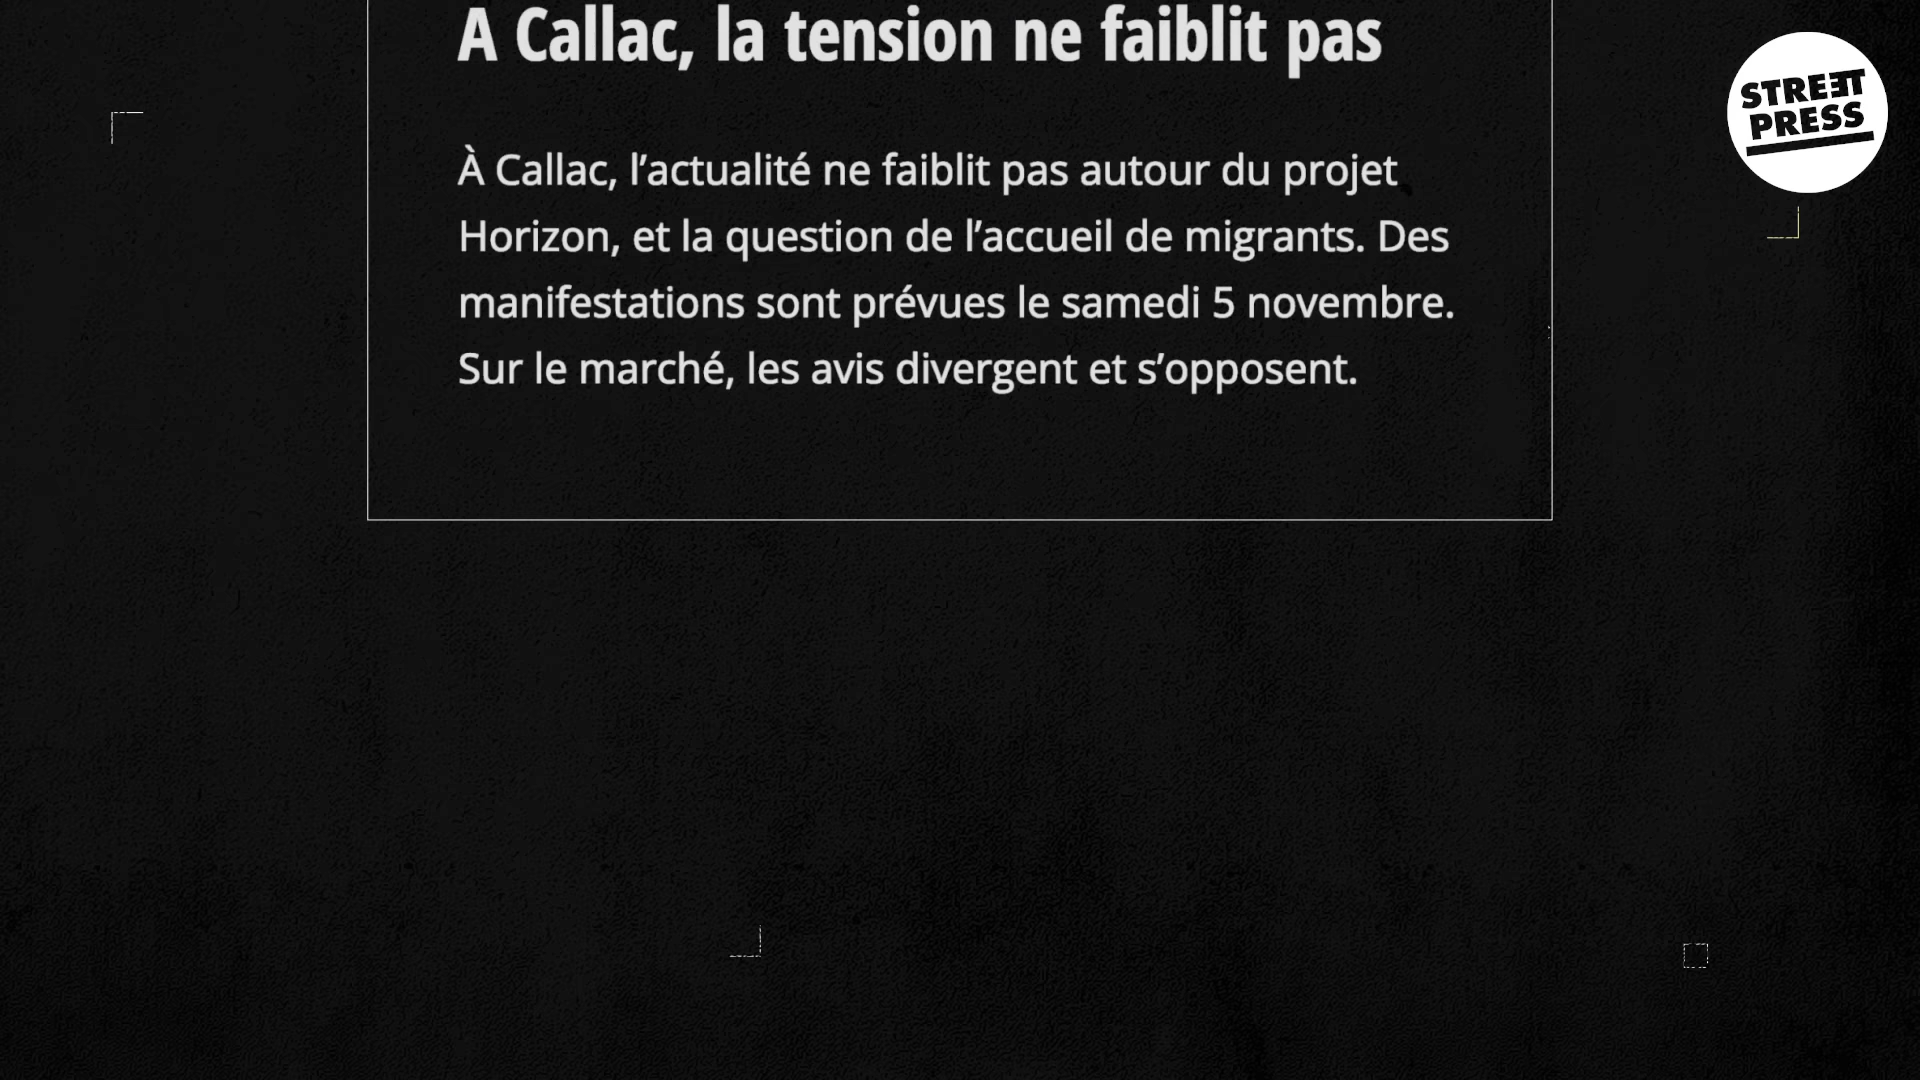 A Callac, la tension ne faiblit pas
À Callac, l’actualité ne faiblit pas autour du projet
Horizon, et la question de l’accueil de migrants. Des
manifestations sont prévues le samedi 5 novembre.
Sur le marché, les avis divergent et s’opposent.
STREET
PRESS